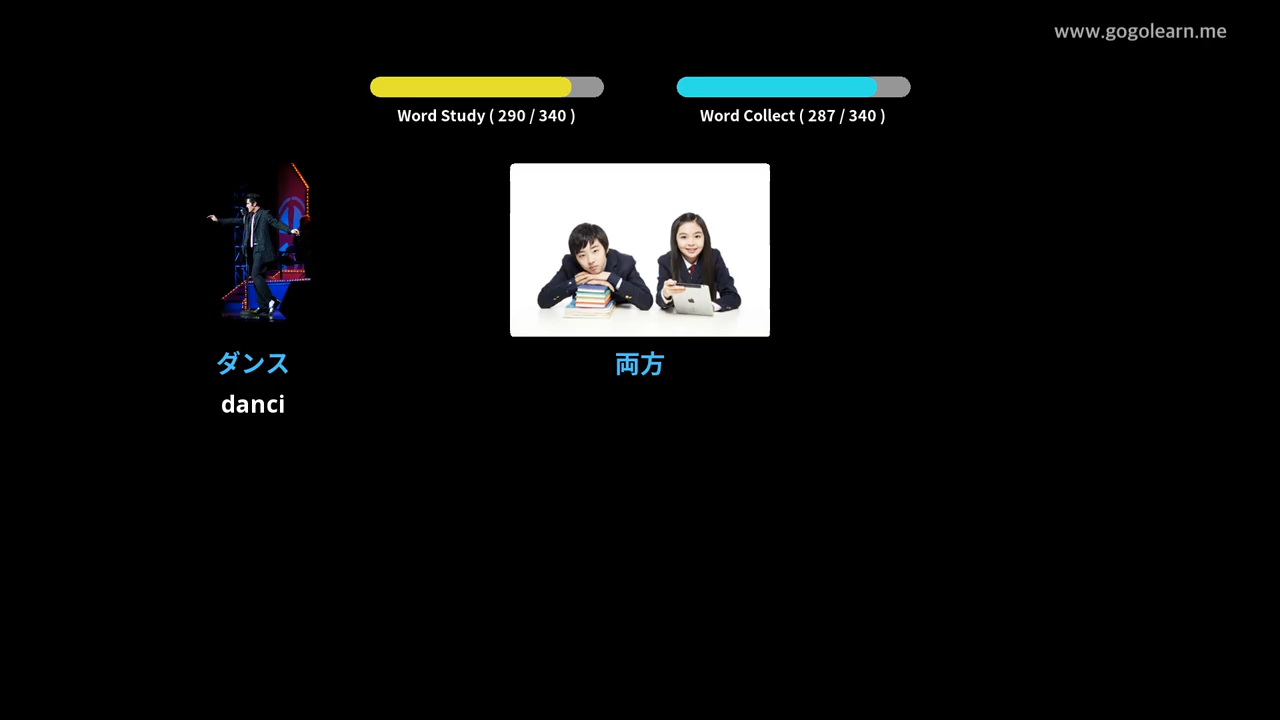 www.gogolearn.me
Word Study ( 290 / 340 )
Word Collect ( 287 / 340 )
ダンス
両方
danci